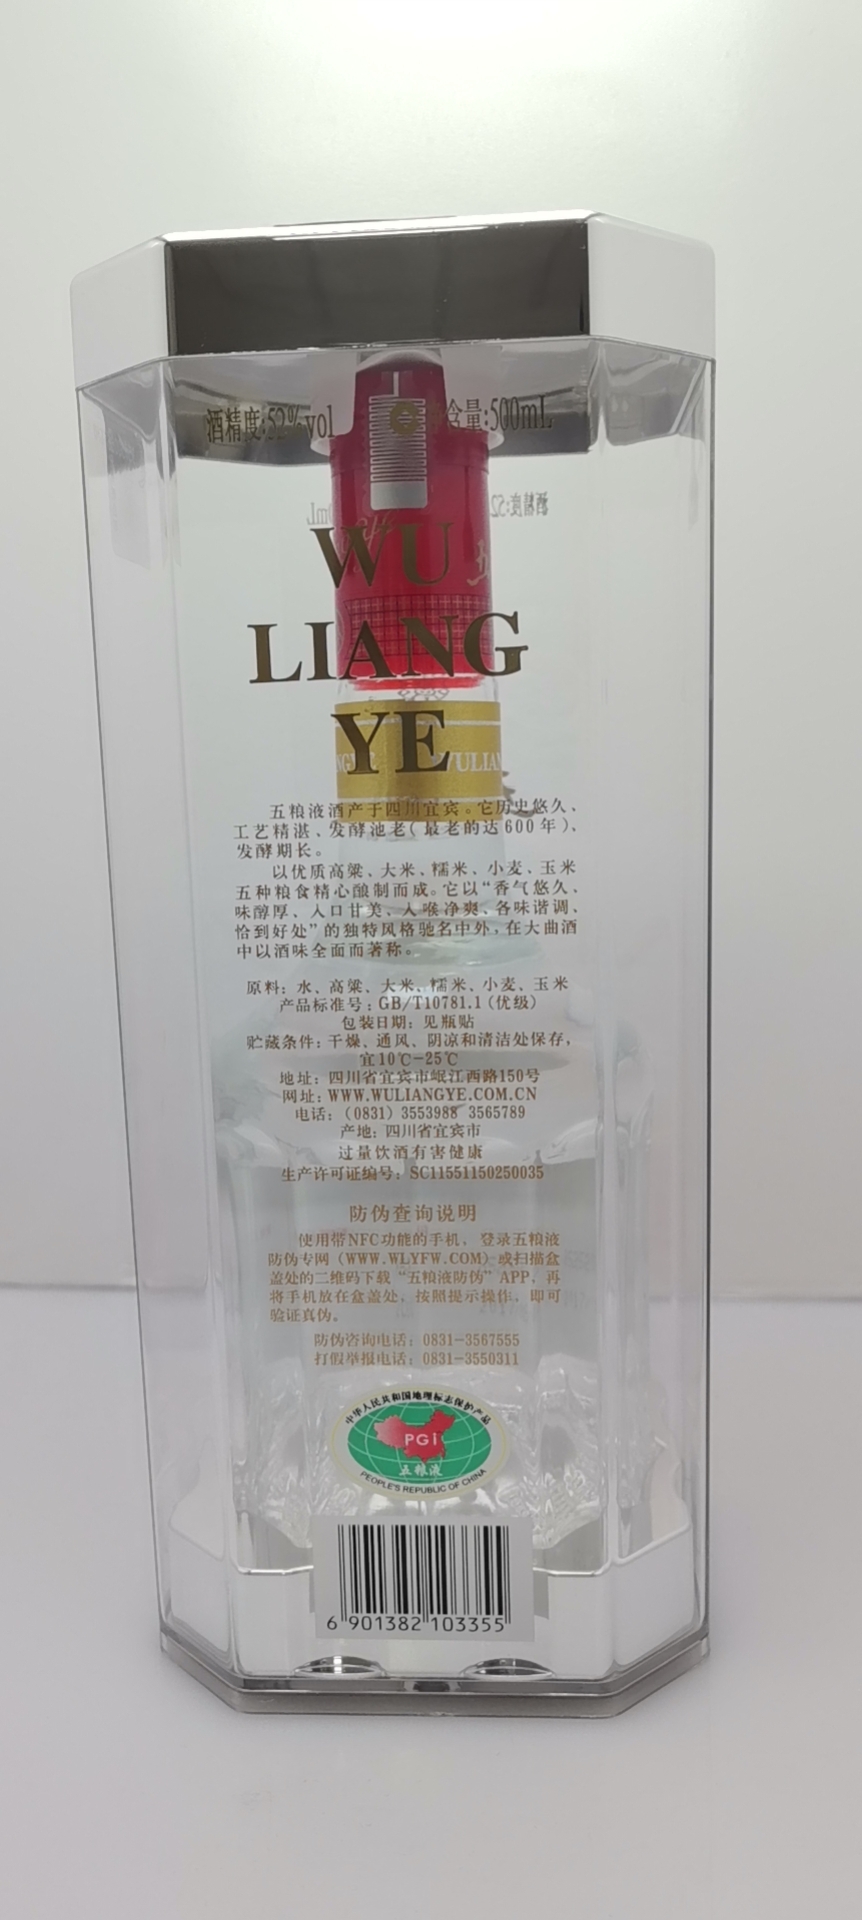 酒精度:52%vol 净含量:500mL
WU
LIANG
YE
五粮液酒产于四川宜宾。它历史悠久、
工艺精湛、发酵池老(最老的达600年)、
发酵期长。
以优质高粱、大米、糯米、小麦、玉米
五种粮食精心酿制而成。它以“香气悠久、
味醇厚、入口甘美、入喉净爽、各味谐调、
恰到好处”的独特风格驰名中外,在大曲酒
中以酒味全面而著称。
原料: 水、高粱、大米、糯米、小麦、玉米
产品标准号: GB/T10781.1(优级)
包装日期: 见瓶贴
贮藏条件: 干燥、通风、阴凉和清洁处保存,
宜10℃-25℃
地址: 四川省宜宾市岷江西路150号
网址: WWW.WULIANGYE.COM.CN
电话: (0831) 3553988 3565789
产地: 四川省宜宾市
过量饮酒有害健康
生产许可证编号: SC11551150250035
防伪查询说明
使用带NFC功能的手机, 登录五粮液
防伪专网 (WWW.WLYFW.COM) 或扫描盒
盖处的二维码下载“五粮液防伪”APP, 再
将手机放在盒盖处, 按照提示操作, 即可
验证真伪。
防伪咨询电话: 0831-3567555
打假举报电话: 0831-3550311
中华人民共和国地理标志保护产品
PGI
五粮液
PEOPLE'S REPUBLIC OF CHINA
6 901382 103355